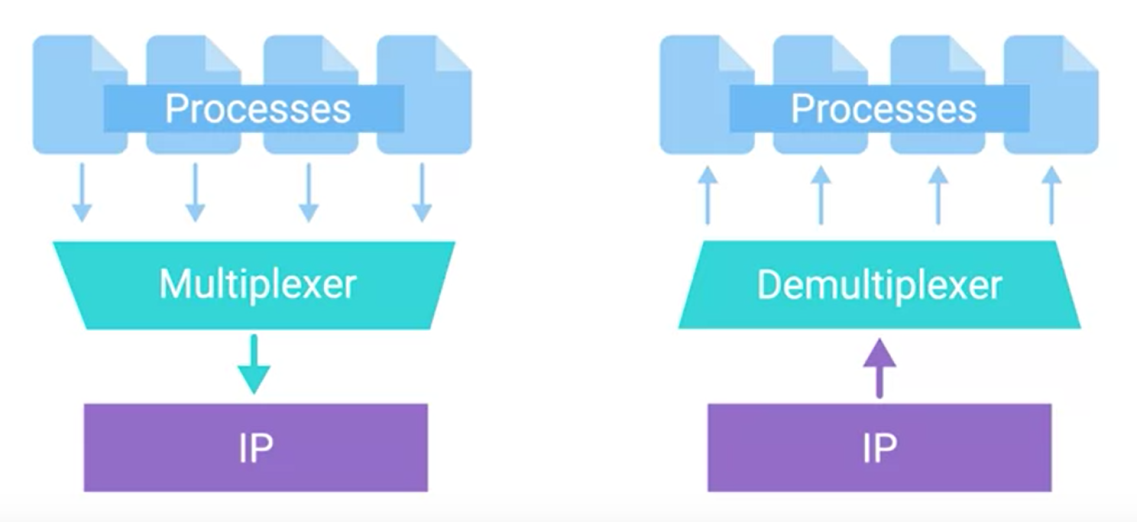 Processes
Multiplexer
IP
Processes
Demultiplexer
IP